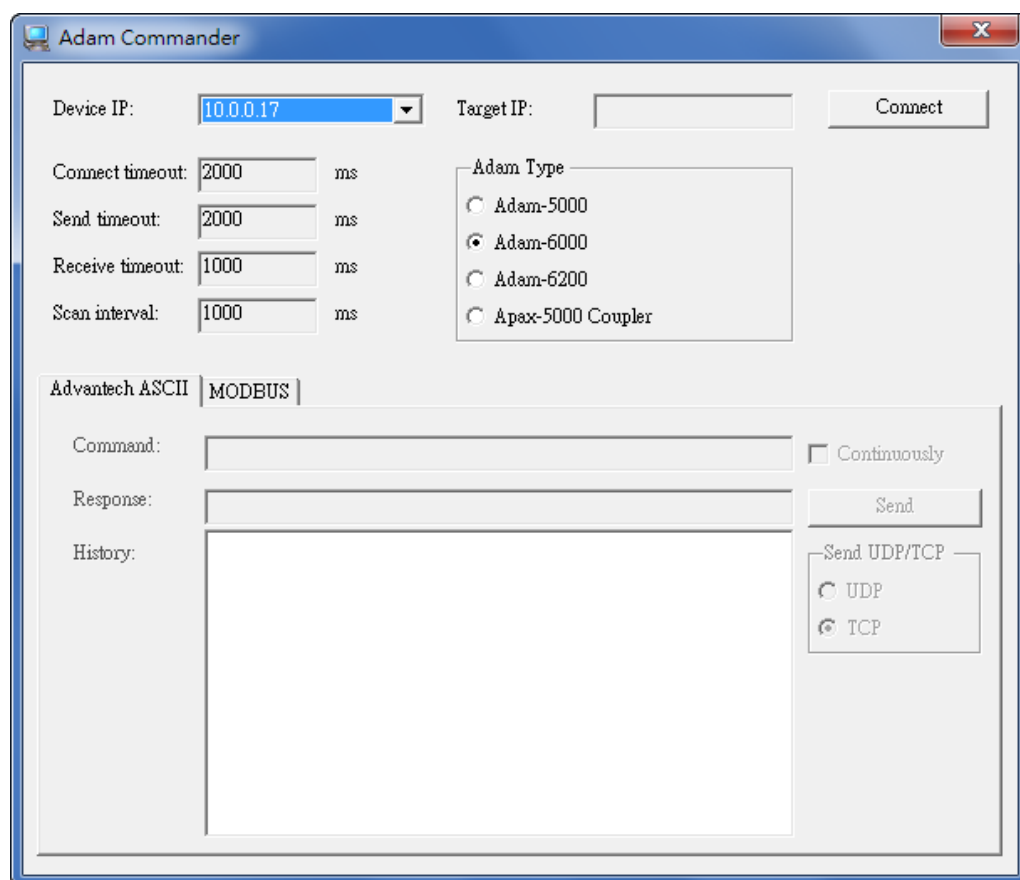 Adam Commander
Device IP: 10.0.0.17 Target IP: Connect
Connect timeout: 2000 ms
Send timeout: 2000 ms
Receive timeout: 1000 ms
Scan interval: 1000 ms
Adam Type
Adam-5000
Adam-6000
Adam-6200
Apax-5000 Coupler
Advantech ASCII MODBUS
Command: Continuously
Response: Send
History:
Send UDP/TCP
UDP
TCP